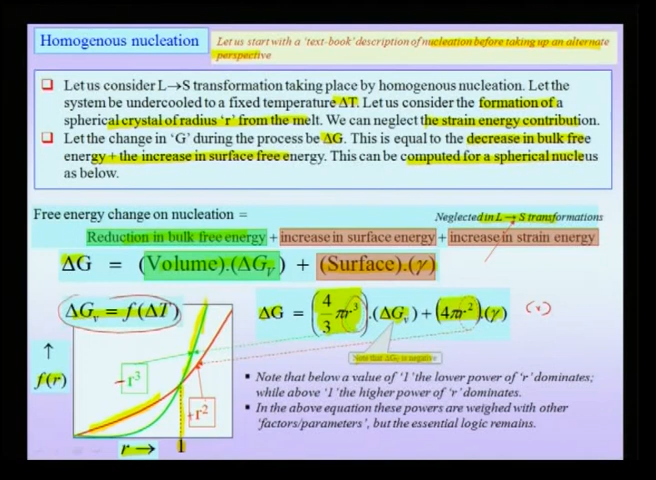 Homogenous nucleation
Let us start with a 'text-book' description of nucleation before taking up an alternate
perspective
Let us consider L→S transformation taking place by homogenous nucleation. Let the
system be undercooled to a fixed temperature ΔT. Let us consider the formation of a
spherical crystal of radius 'r' from the melt. We can neglect the strain energy contribution.
Let the change in 'G' during the process be ΔG. This is equal to the decrease in bulk free
energy + the increase in surface free energy. This can be computed for a spherical nucleus
as below.
Free energy change on nucleation =
Neglected in L → S transformations
Reduction in bulk free energy + increase in surface energy + increase in strain energy
ΔG = (Volume).(ΔG_V) + (Surface).(γ)
ΔG_v = f(ΔT)
ΔG = (4/3 πr³).(ΔG_v) + (4πr²).(γ) (r)
Note that ΔG_V is negative
↑
f(r)
−r³
+r²
r → 1
Note that below a value of '1' the lower power of 'r' dominates;
while above '1' the higher power of 'r' dominates.
In the above equation these powers are weighed with other
'factors/parameters', but the essential logic remains.